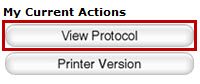 My Current Actions
View Protocol
Printer Version